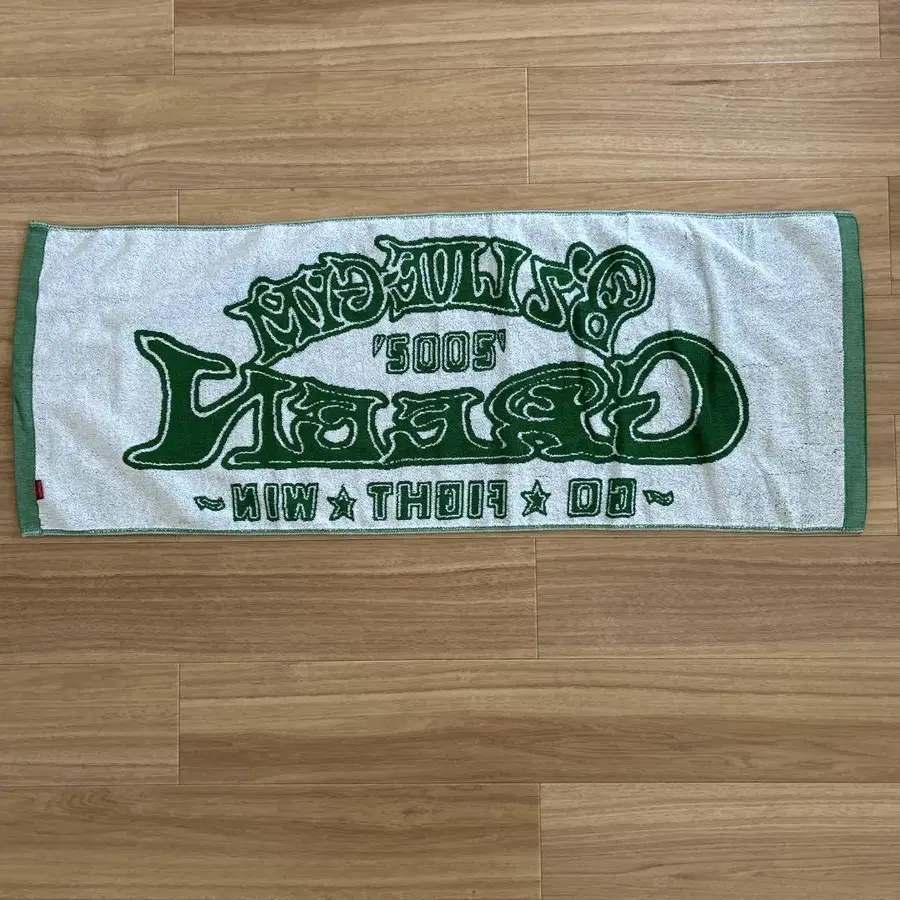 B'z LIVE GYM
'2002'
GREEN
~GO★FIGHT★WIN~